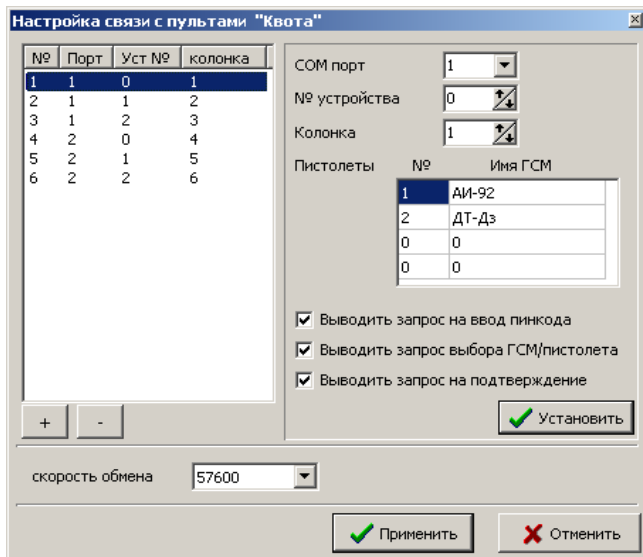 Настройка связи с пультами "Квота"
№ Порт Уст № колонка
1 1 0 1
2 1 1 2
3 1 2 3
4 2 0 4
5 2 1 5
6 2 2 6
+ -
COM порт 1
№ устройства 0
Колонка 1
Пистолеты № Имя ГСМ
1 АИ-92
2 ДТ-Дз
0 0
0 0
Выводить запрос на ввод пинкода
Выводить запрос выбора ГСМ/пистолета
Выводить запрос на подтверждение
Установить
скорость обмена 57600
Применить Отменить